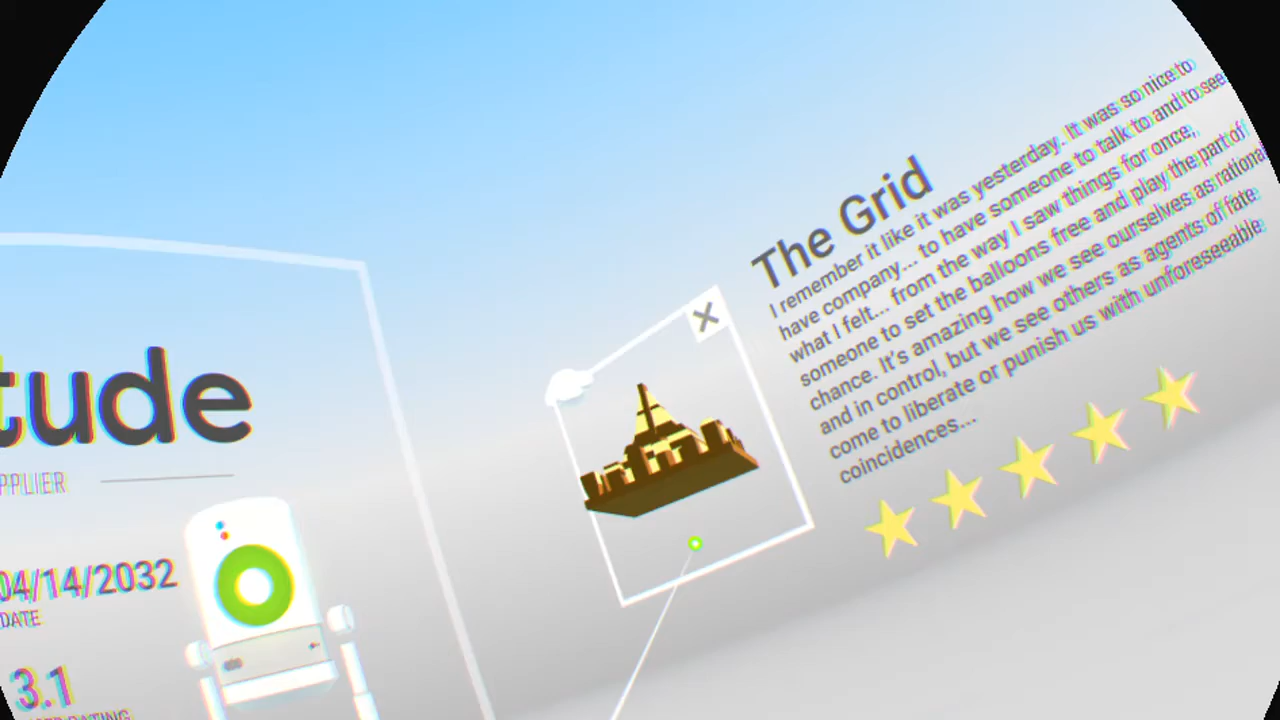 The Grid
I remember it like it was yesterday. It was so nice to
have company... to have someone to talk to and to see
what I felt... from the way I saw things for once,
someone to set the balloons free and play the part of
chance. It's amazing how we see ourselves as rational
and in control, but we see others as agents of fate
come to liberate or punish us with unforeseeable
coincidences...
tude
PPLIER
04/14/2032
DATE
3.1